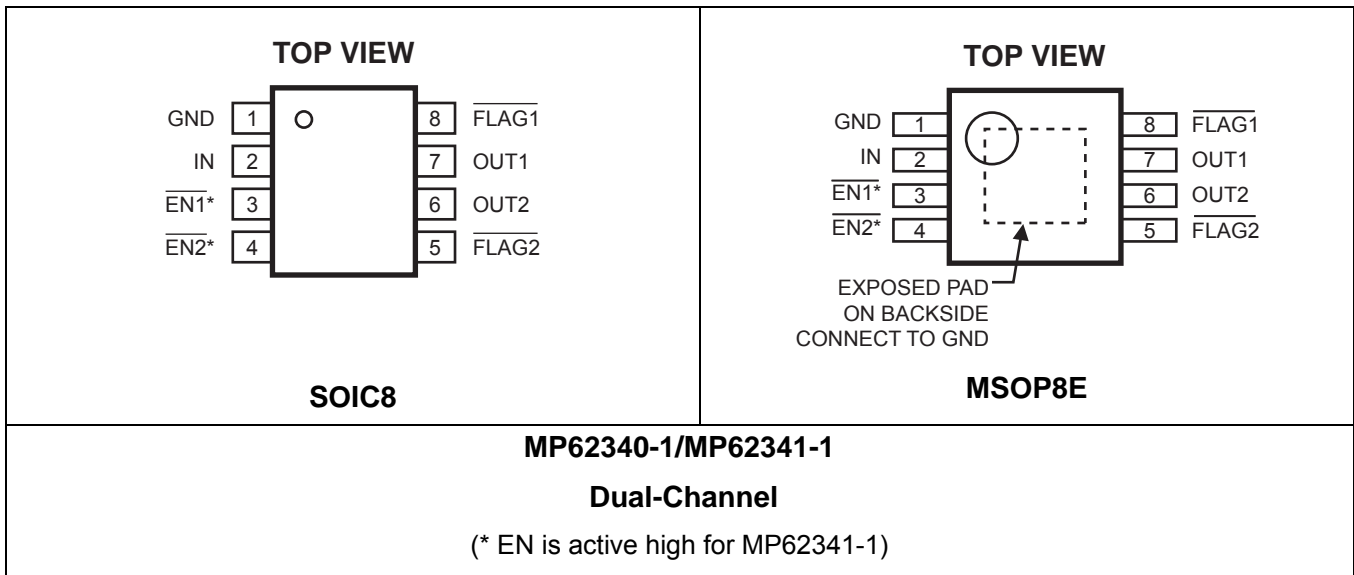 TOP VIEW
GND 1 8 FLAG1
IN 2 7 OUT1
EN1* 3 6 OUT2
EN2* 4 5 FLAG2
SOIC8
TOP VIEW
GND 1 8 FLAG1
IN 2 7 OUT1
EN1* 3 6 OUT2
EN2* 4 5 FLAG2
EXPOSED PAD
ON BACKSIDE
CONNECT TO GND
MSOP8E
MP62340-1/MP62341-1
Dual-Channel
(* EN is active high for MP62341-1)